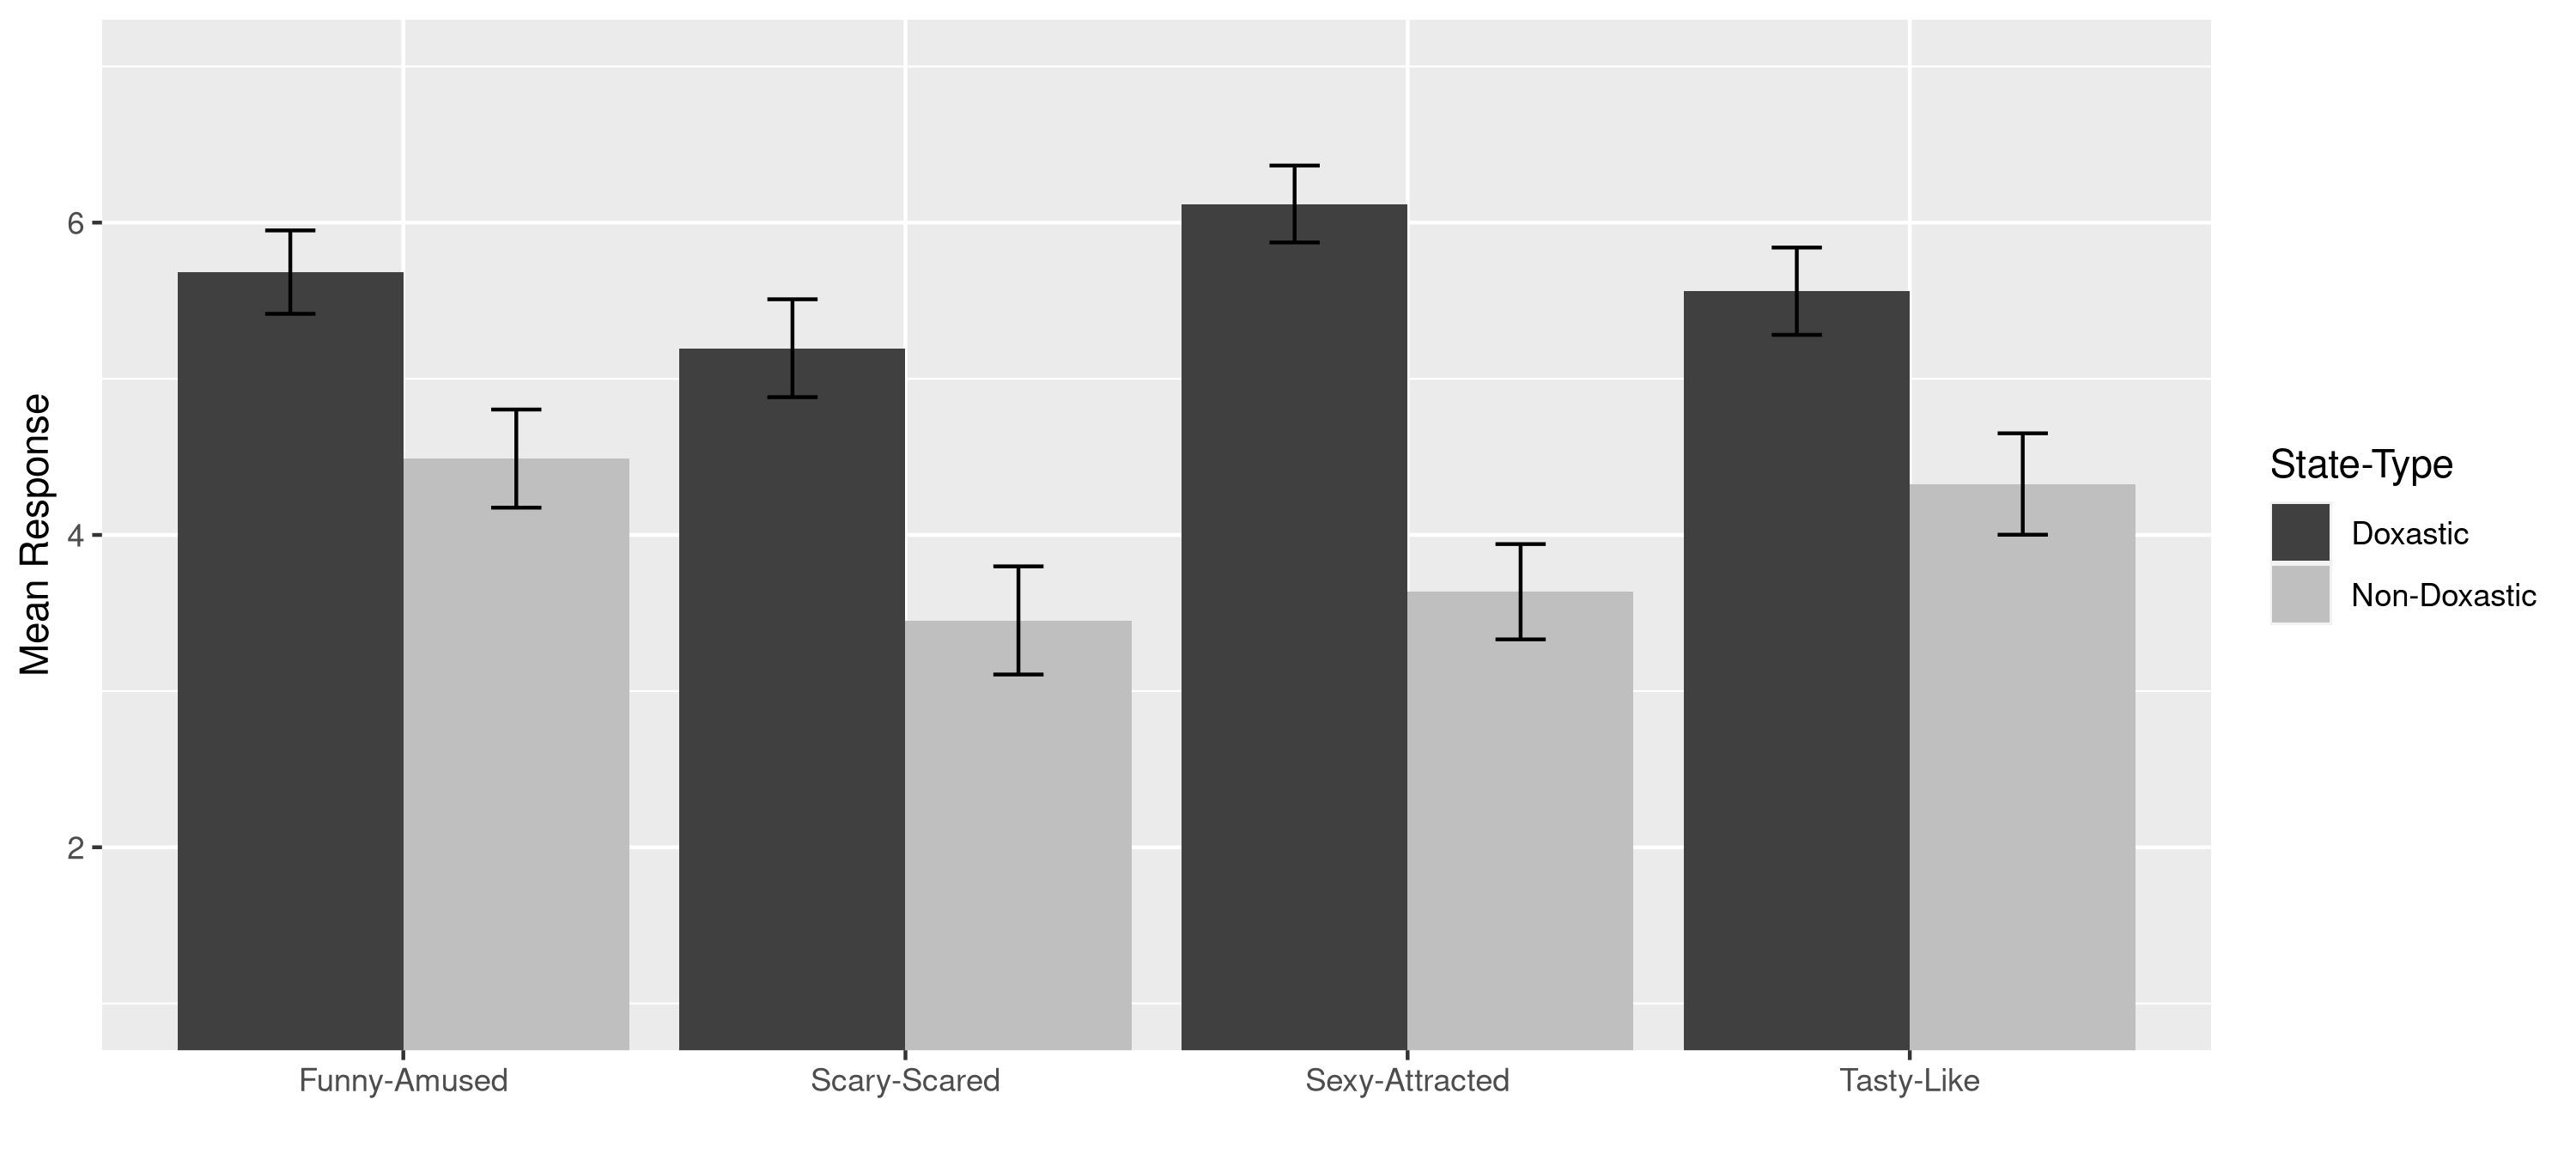 Mean Response
6
4
2
Funny-Amused
Scary-Scared
Sexy-Attracted
Tasty-Like
State-Type
Doxastic
Non-Doxastic